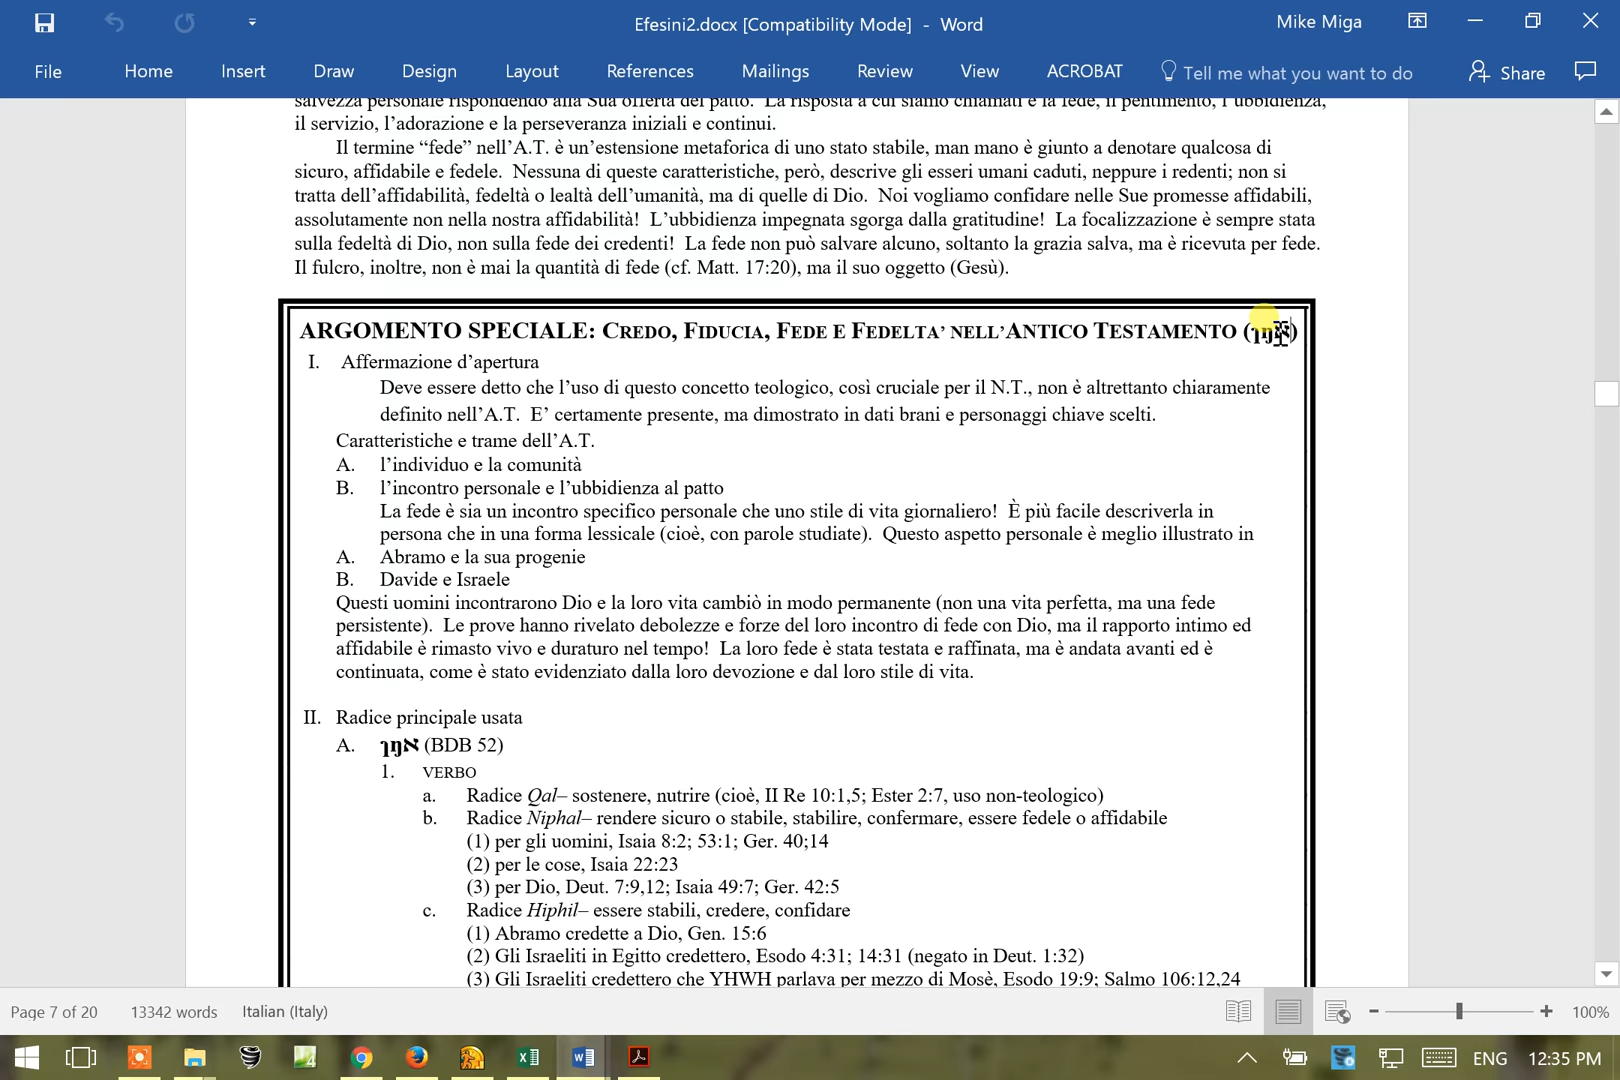 Efesini2.docx [Compatibility Mode] - Word
Mike Miga
File Home Insert Draw Design Layout References Mailings Review View ACROBAT Tell me what you want to do Share
salvezza personale rispondendo alla Sua offerta del patto. La risposta a cui siamo chiamati è la fede, il pentimento, l’ubbidienza,
il servizio, l’adorazione e la perseveranza iniziali e continui.
Il termine “fede” nell’A.T. è un’estensione metaforica di uno stato stabile, man mano è giunto a denotare qualcosa di
sicuro, affidabile e fedele. Nessuna di queste caratteristiche, però, descrive gli esseri umani caduti, neppure i redenti; non si
tratta dell’affidabilità, fedeltà o lealtà dell’umanità, ma di quelle di Dio. Noi vogliamo confidare nelle Sue promesse affidabili,
assolutamente non nella nostra affidabilità! L’ubbidienza impegnata sgorga dalla gratitudine! La focalizzazione è sempre stata
sulla fedeltà di Dio, non sulla fede dei credenti! La fede non può salvare alcuno, soltanto la grazia salva, ma è ricevuta per fede.
Il fulcro, inoltre, non è mai la quantità di fede (cf. Matt. 17:20), ma il suo oggetto (Gesù).
ARGOMENTO SPECIALE: CREDO, FIDUCIA, FEDE E FEDELTA’ NELL’ANTICO TESTAMENTO
I. Affermazione d’apertura
Deve essere detto che l’uso di questo concetto teologico, così cruciale per il N.T., non è altrettanto chiaramente
definito nell’A.T. E’ certamente presente, ma dimostrato in dati brani e personaggi chiave scelti.
Caratteristiche e trame dell’A.T.
A. l’individuo e la comunità
B. l’incontro personale e l’ubbidienza al patto
La fede è sia un incontro specifico personale che uno stile di vita giornaliero! È più facile descriverla in
persona che in una forma lessicale (cioè, con parole studiate). Questo aspetto personale è meglio illustrato in
A. Abramo e la sua progenie
B. Davide e Israele
Questi uomini incontrarono Dio e la loro vita cambiò in modo permanente (non una vita perfetta, ma una fede
persistente). Le prove hanno rivelato debolezze e forze del loro incontro di fede con Dio, ma il rapporto intimo ed
affidabile è rimasto vivo e duraturo nel tempo! La loro fede è stata testata e raffinata, ma è andata avanti ed è
continuata, come è stato evidenziato dalla loro devozione e dal loro stile di vita.
II. Radice principale usata
A. (BDB 52)
1. VERBO
a. Radice Qal– sostenere, nutrire (cioè, II Re 10:1,5; Ester 2:7, uso non-teologico)
b. Radice Niphal– rendere sicuro o stabile, stabilire, confermare, essere fedele o affidabile
(1) per gli uomini, Isaia 8:2; 53:1; Ger. 40;14
(2) per le cose, Isaia 22:23
(3) per Dio, Deut. 7:9,12; Isaia 49:7; Ger. 42:5
c. Radice Hiphil– essere stabili, credere, confidare
(1) Abramo credette a Dio, Gen. 15:6
(2) Gli Israeliti in Egitto credettero, Esodo 4:31; 14:31 (negato in Deut. 1:32)
(3) Gli Israeliti credettero che YHWH parlava per mezzo di Mosè, Esodo 19:9; Salmo 106:12,24
Page 7 of 20 13342 words Italian (Italy) 100%
ENG 12:35 PM